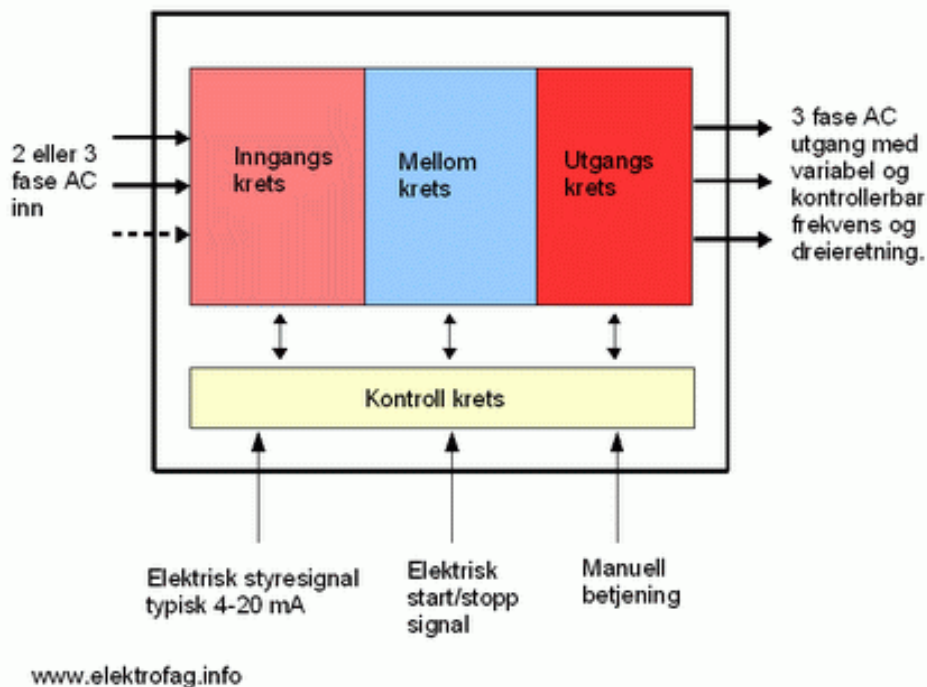 2 eller 3
fase AC
inn
Inngangs
krets
Mellom
krets
Utgangs
krets
3 fase AC
utgang med
variabel og
kontrollerbar
frekvens og
dreieretning.
Kontroll krets
Elektrisk styresignal
typisk 4-20 mA
Elektrisk
start/stopp
signal
Manuell
betjening
www.elektrofag.info